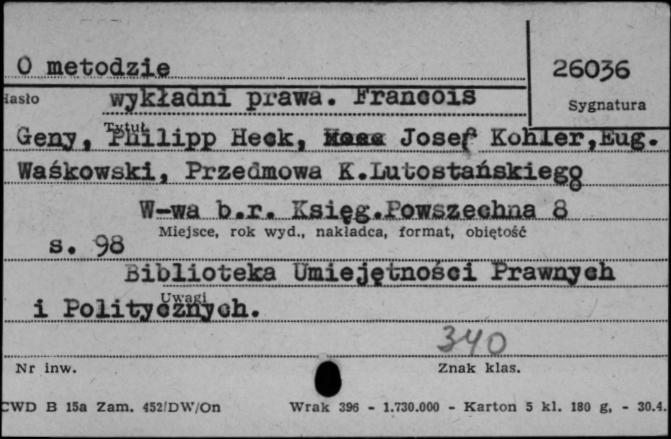 O metodzie
26036
Hasło
wykładni prawa. Francois
Sygnatura
Tytuł
Geny, Philipp Heck, Josef Kohler,Eug.
Waśkowski, Przedmowa K.Lutostańskiego
W-wa b.r. Księg.Powszechna 8
Miejsce, rok wyd., nakładca, format, objętość
s. 98
Biblioteka Umiejętności Prawnych
Uwagi
i Politycznych.
340
Nr inw.
Znak klas.
CWD B 15a Zam. 452/DW/On Wrak 396 - 1.730.000 - Karton 5 kl. 180 g, - 30.4.